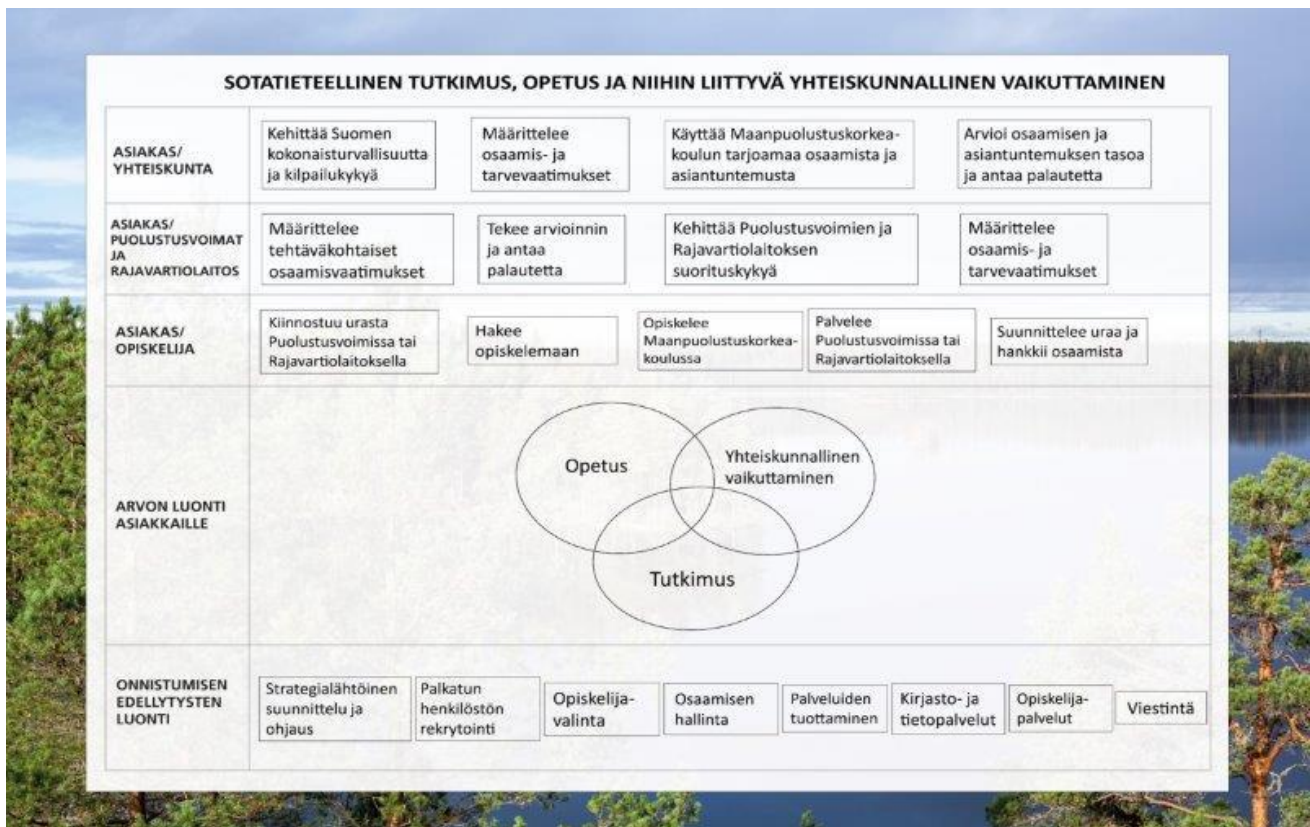 SOTATIETEELLINEN TUTKIMUS, OPETUS JA NIIHIN LIITTYVÄ YHTEISKUNNALLINEN VAIKUTTAMINEN
ASIAKAS/
YHTEISKUNTA
Kehittää Suomen
kokonaisturvallisuutta
ja kilpailukykyä
Määrittelee
osaamis- ja
tarvevaatimukset
Käyttää Maanpuolustuskorkea-
koulun tarjoamaa osaamista ja
asiantuntemusta
Arvioi osaamisen ja
asiantuntemuksen tasoa
ja antaa palautetta
ASIAKAS/
PUOLUSTUSVOIMAT
JA
RAJAVARTIOLAITOS
Määrittelee
tehtäväkohtaiset
osaamisvaatimukset
Tekee arvioinnin
ja antaa
palautetta
Kehittää Puolustusvoimien ja
Rajavartiolaitoksen
suorituskykyä
Määrittelee
osaamis- ja
tarvevaatimukset
ASIAKAS/
OPISKELIJA
Kiinnostuu urasta
Puolustusvoimissa tai
Rajavartiolaitoksella
Hakee
opiskelemaan
Opiskelee
Maanpuolustuskorkea-
koulussa
Palvelee
Puolustusvoimissa tai
Rajavartiolaitoksella
Suunnittelee uraa ja
hankkii osaamista
ARVON LUONTI
ASIAKKAILLE
Opetus
Yhteiskunnallinen
vaikuttaminen
Tutkimus
ONNISTUMISEN
EDELLYTYSTEN
LUONTI
Strategialähtöinen
suunnittelu ja
ohjaus
Palkatun
henkilöstön
rekrytointi
Opiskelija-
valinta
Osaamisen
hallinta
Palveluiden
tuottaminen
Kirjasto- ja
tietopalvelut
Opiskelija-
palvelut
Viestintä